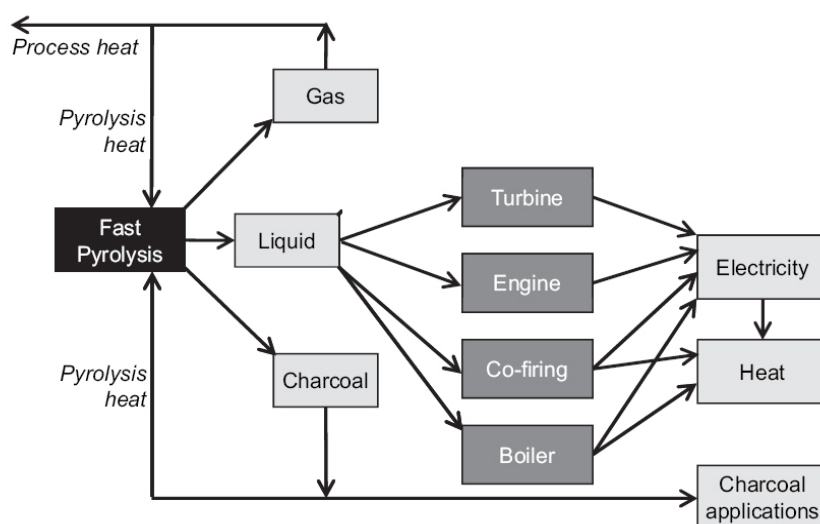 Process heat
Gas
Pyrolysis
heat
Turbine
Fast
Pyrolysis
Liquid
Electricity
Engine
Pyrolysis
heat
Charcoal
Co-firing
Heat
Boiler
Charcoal
applications